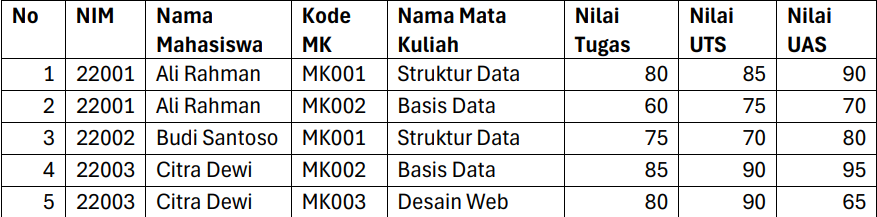 No NIM Nama Mahasiswa Kode MK Nama Mata Kuliah Nilai Tugas Nilai UTS Nilai UAS
1 22001 Ali Rahman MK001 Struktur Data 80 85 90
2 22001 Ali Rahman MK002 Basis Data 60 75 70
3 22002 Budi Santoso MK001 Struktur Data 75 70 80
4 22003 Citra Dewi MK002 Basis Data 85 90 95
5 22003 Citra Dewi MK003 Desain Web 80 90 65